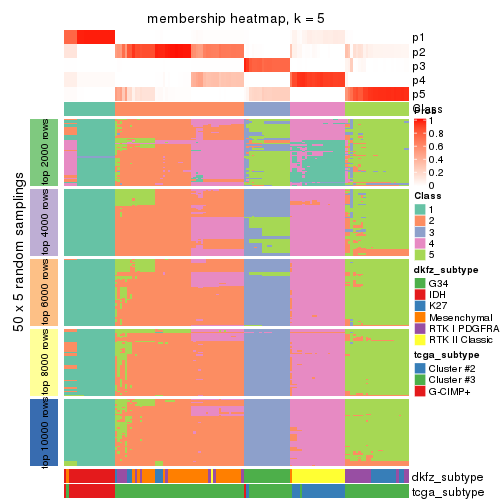 membership heatmap, k = 5
p1
p2
p3
p4
p5
Class
Prob
1
0.8
0.6
0.4
0.2
0
Class
1
2
3
4
5
dkfz_subtype
G34
IDH
K27
Mesenchymal
RTK I PDGFRA
RTK II Classic
tcga_subtype
Cluster #2
Cluster #3
G-CIMP+
50 x 5 random samplings
top 2000 rows
top 4000 rows
top 6000 rows
top 8000 rows
top 10000 rows
dkfz_subtype
tcga_subtype